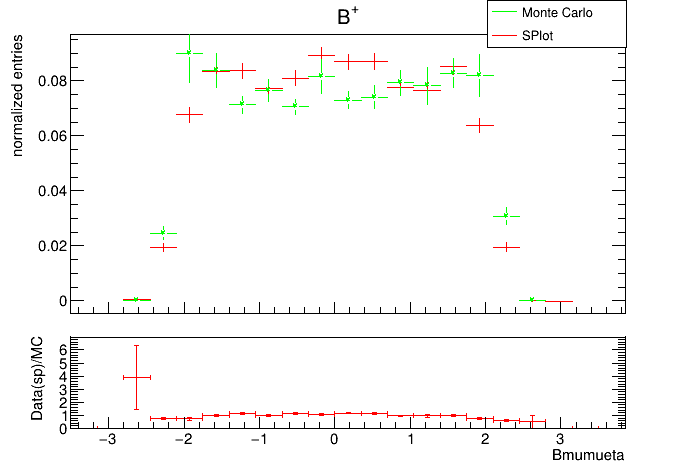 B+
Monte Carlo
SPlot
normalized entries
0.08
0.06
0.04
0.02
0
Data(sp)/MC
6
5
4
3
2
1
0
−3 −2 −1 0 1 2 3
Bmumueta